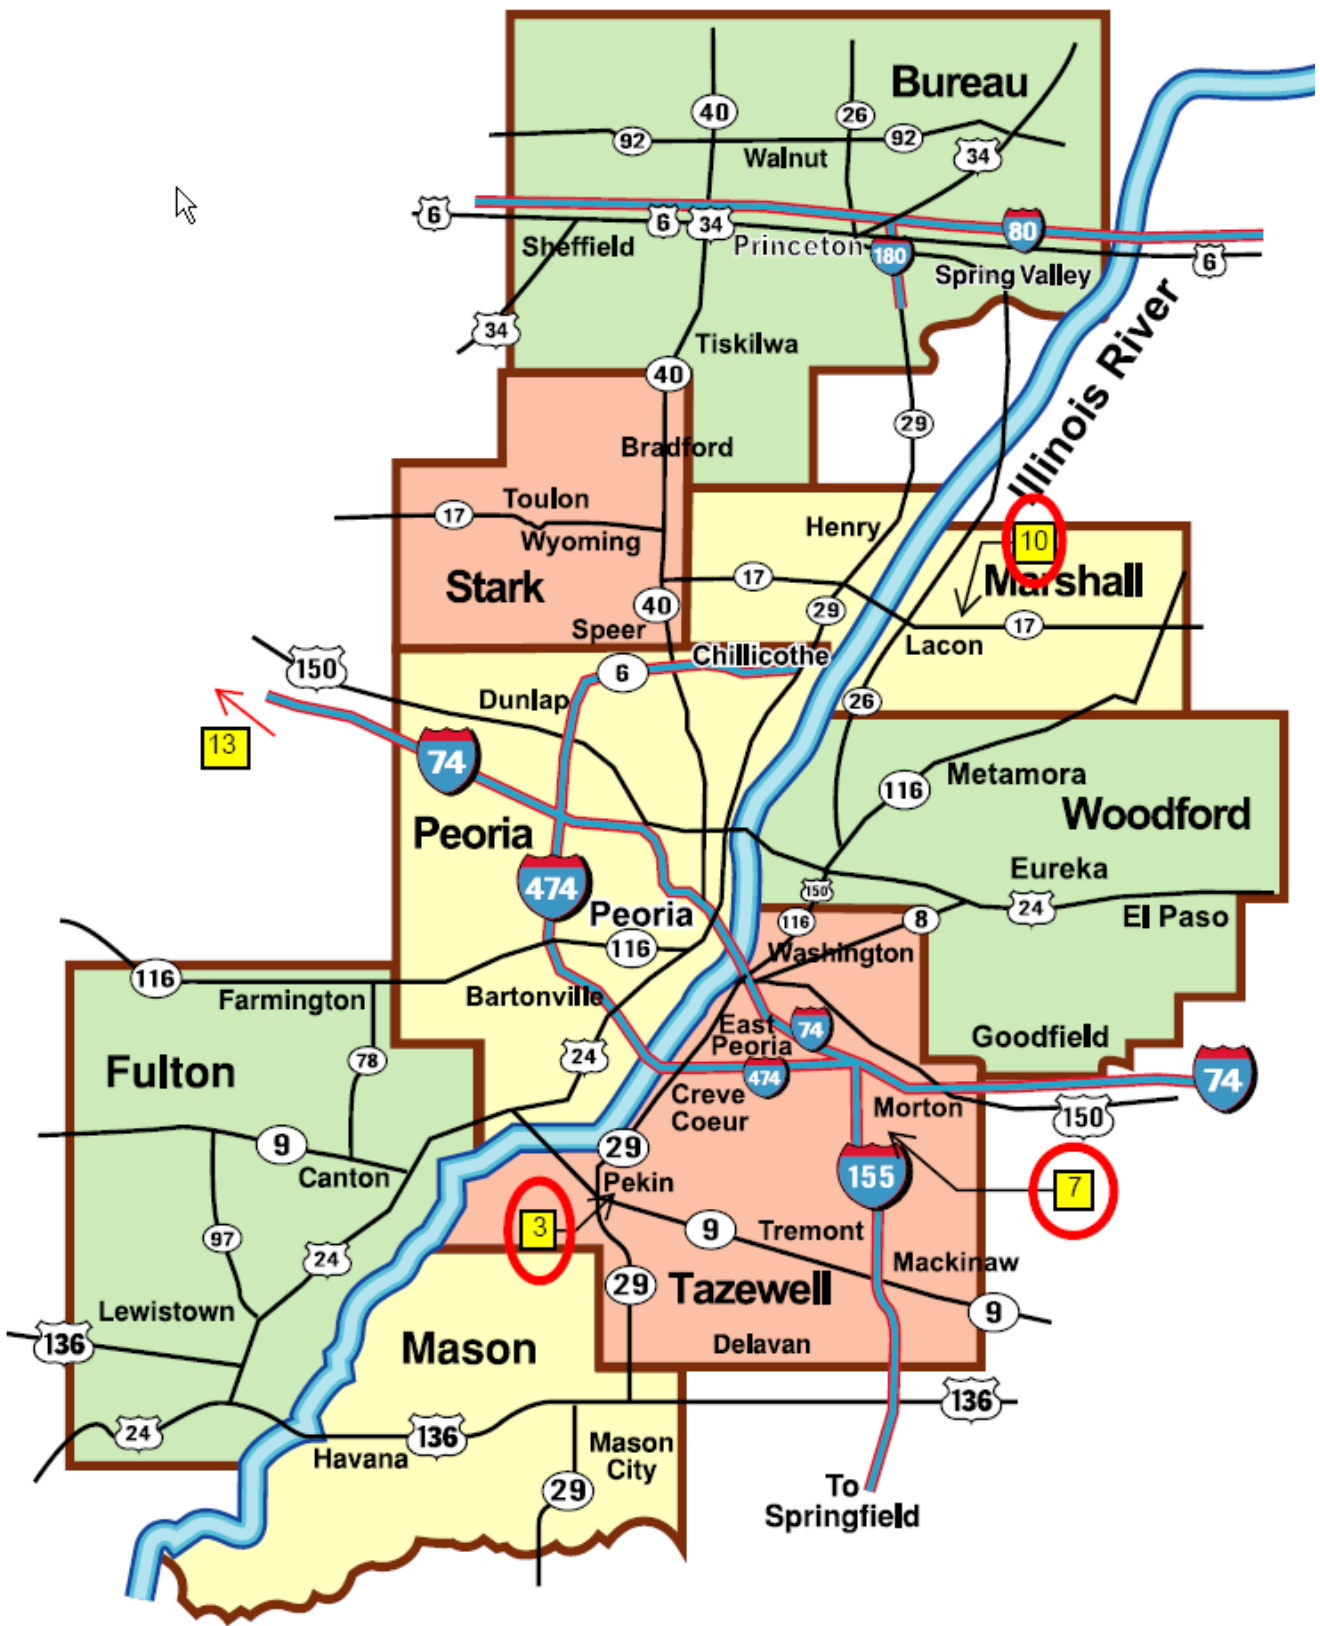 Bureau
40
26
92
92
34
Walnut
6
6
34
80
Sheffield
Princeton
180
6
Spring Valley
34
Tiskilwa
40
Illinois River
29
Bradford
Toulon
17
Henry
Wyoming
10
Stark
17
Marshall
40
29
Speer
17
Lacon
150
Chillicothe
6
Dunlap
26
13
74
Metamora
116
Woodford
Peoria
Eureka
474
150
24
Peoria
El Paso
116
8
116
Washington
116
Farmington
Bartonville
East
Peoria
74
Goodfield
24
78
Fulton
474
74
Creve
Coeur
Morton
150
9
29
155
Canton
Pekin
7
3
97
9
Tremont
24
Mackinaw
29
Tazewell
Lewistown
9
136
Mason
Delavan
136
24
136
Havana
Mason
City
29
To
Springfield